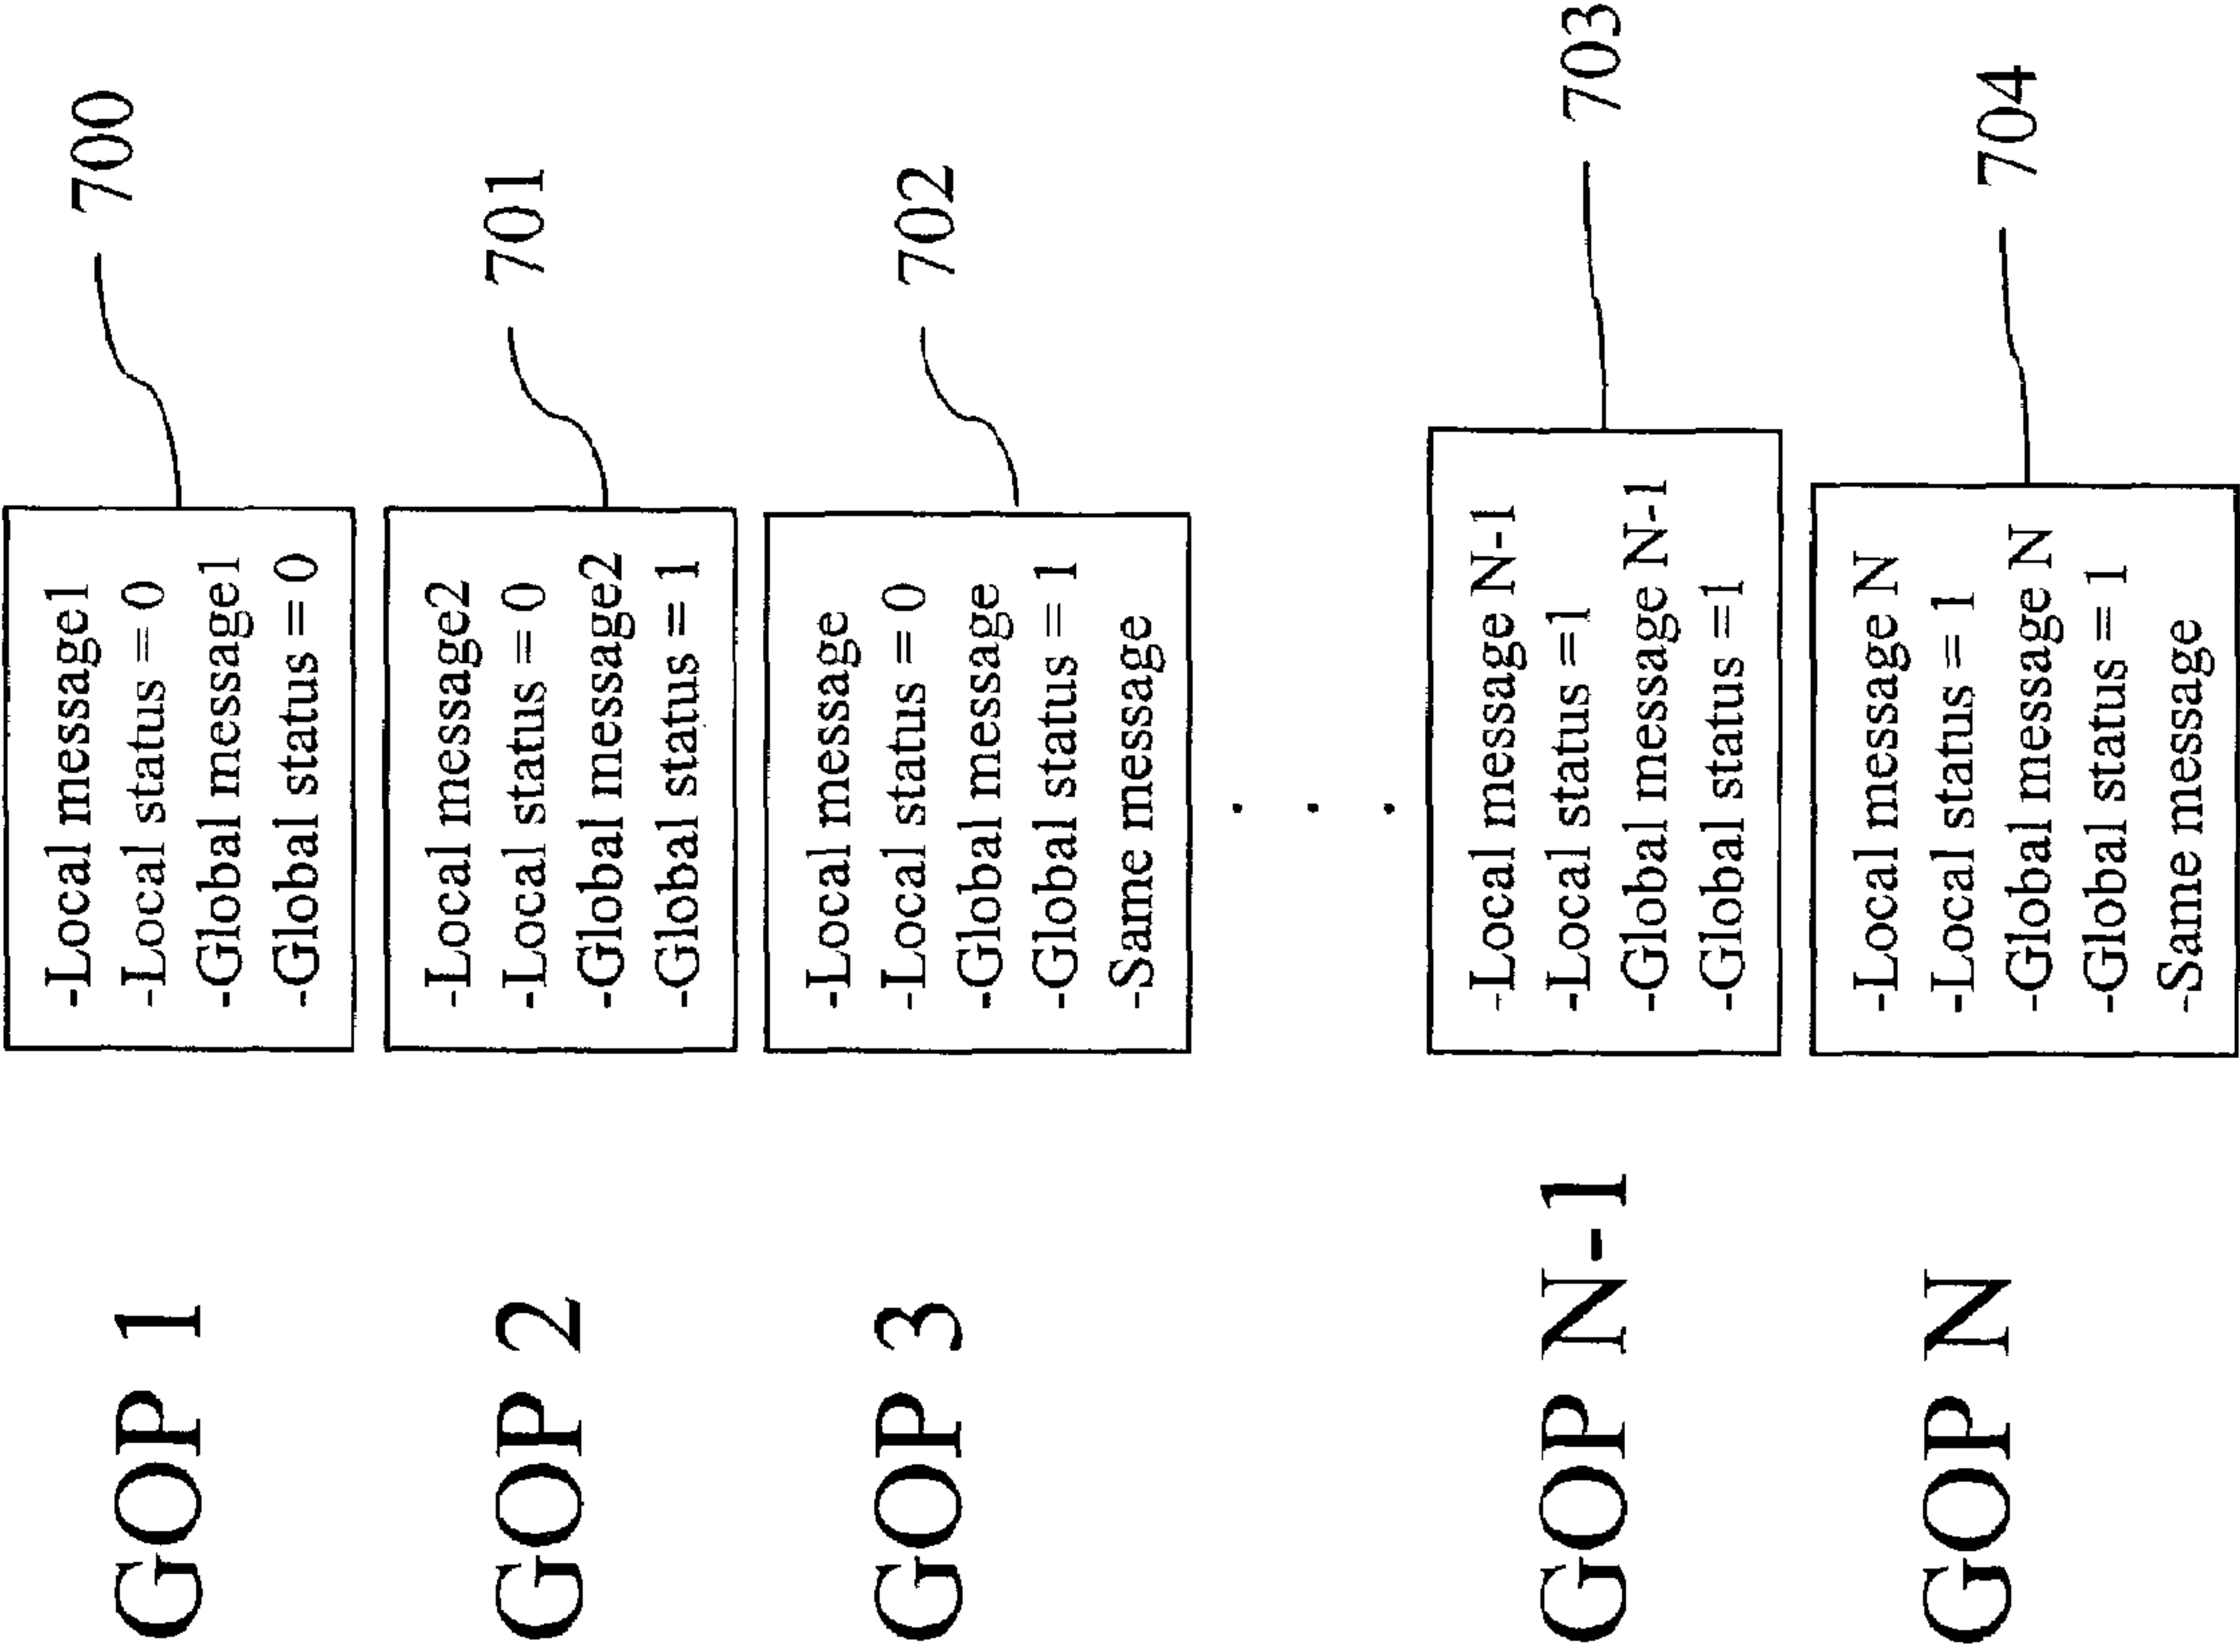 GOP 1
-Local message1
-Local status = 0
-Global message1
-Global status = 0
700
GOP 2
-Local message2
-Local status = 0
-Global message2
-Global status = 1
701
GOP 3
-Local message
-Local status = 0
-Global message
-Global status = 1
-Same message
702
. . .
GOP N-1
-Local message N-1
-Local status =1
-Global message N-1
-Global status =1
703
GOP N
-Local message N
-Local status = 1
-Global message N
-Global status = 1
-Same message
704